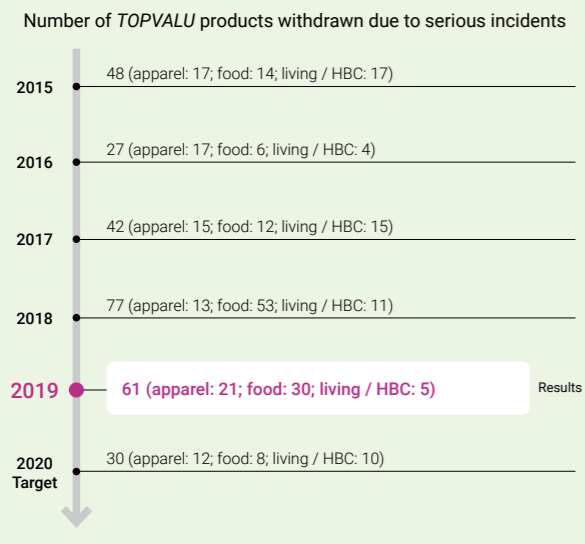 Number of TOPVALU products withdrawn due to serious incidents
2015
48 (apparel: 17; food: 14; living / HBC: 17)
2016
27 (apparel: 17; food: 6; living / HBC: 4)
2017
42 (apparel: 15; food: 12; living / HBC: 15)
2018
77 (apparel: 13; food: 53; living / HBC: 11)
2019
61 (apparel: 21; food: 30; living / HBC: 5)
Results
2020
Target
30 (apparel: 12; food: 8; living / HBC: 10)